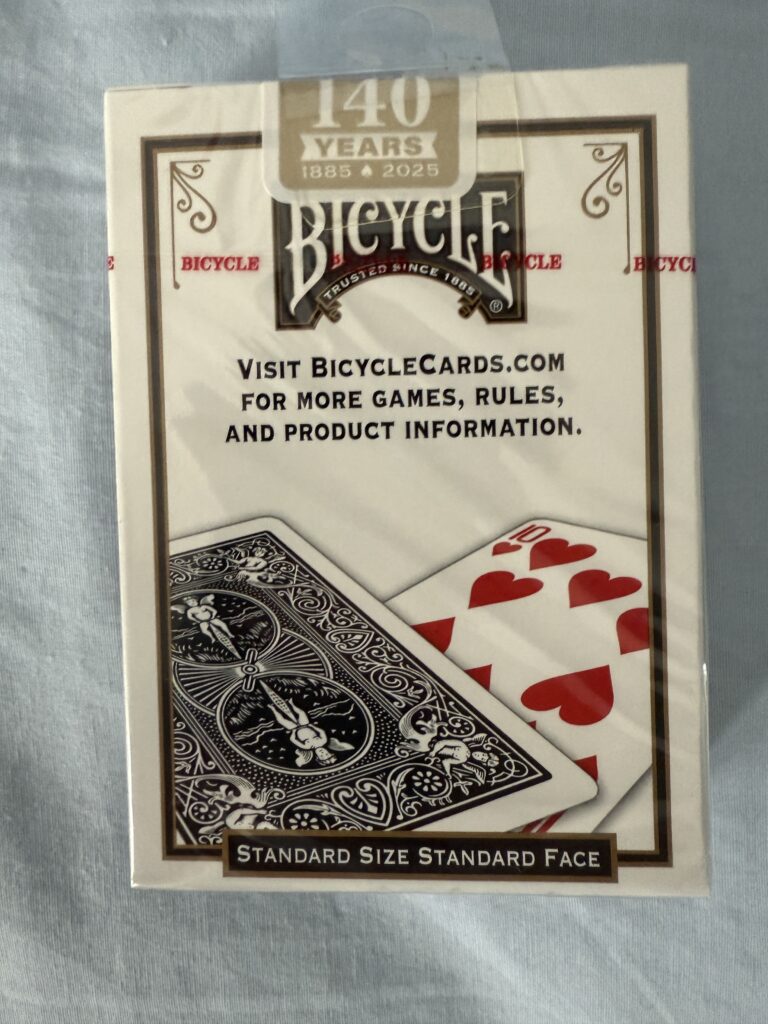 140
YEARS
1885 ♠ 2025
BICYCLE
TRUSTED SINCE 1885
®
BICYCLE BICYCLE
VISIT BICYCLECARDS.COM
FOR MORE GAMES, RULES,
AND PRODUCT INFORMATION.
10
STANDARD SIZE STANDARD FACE